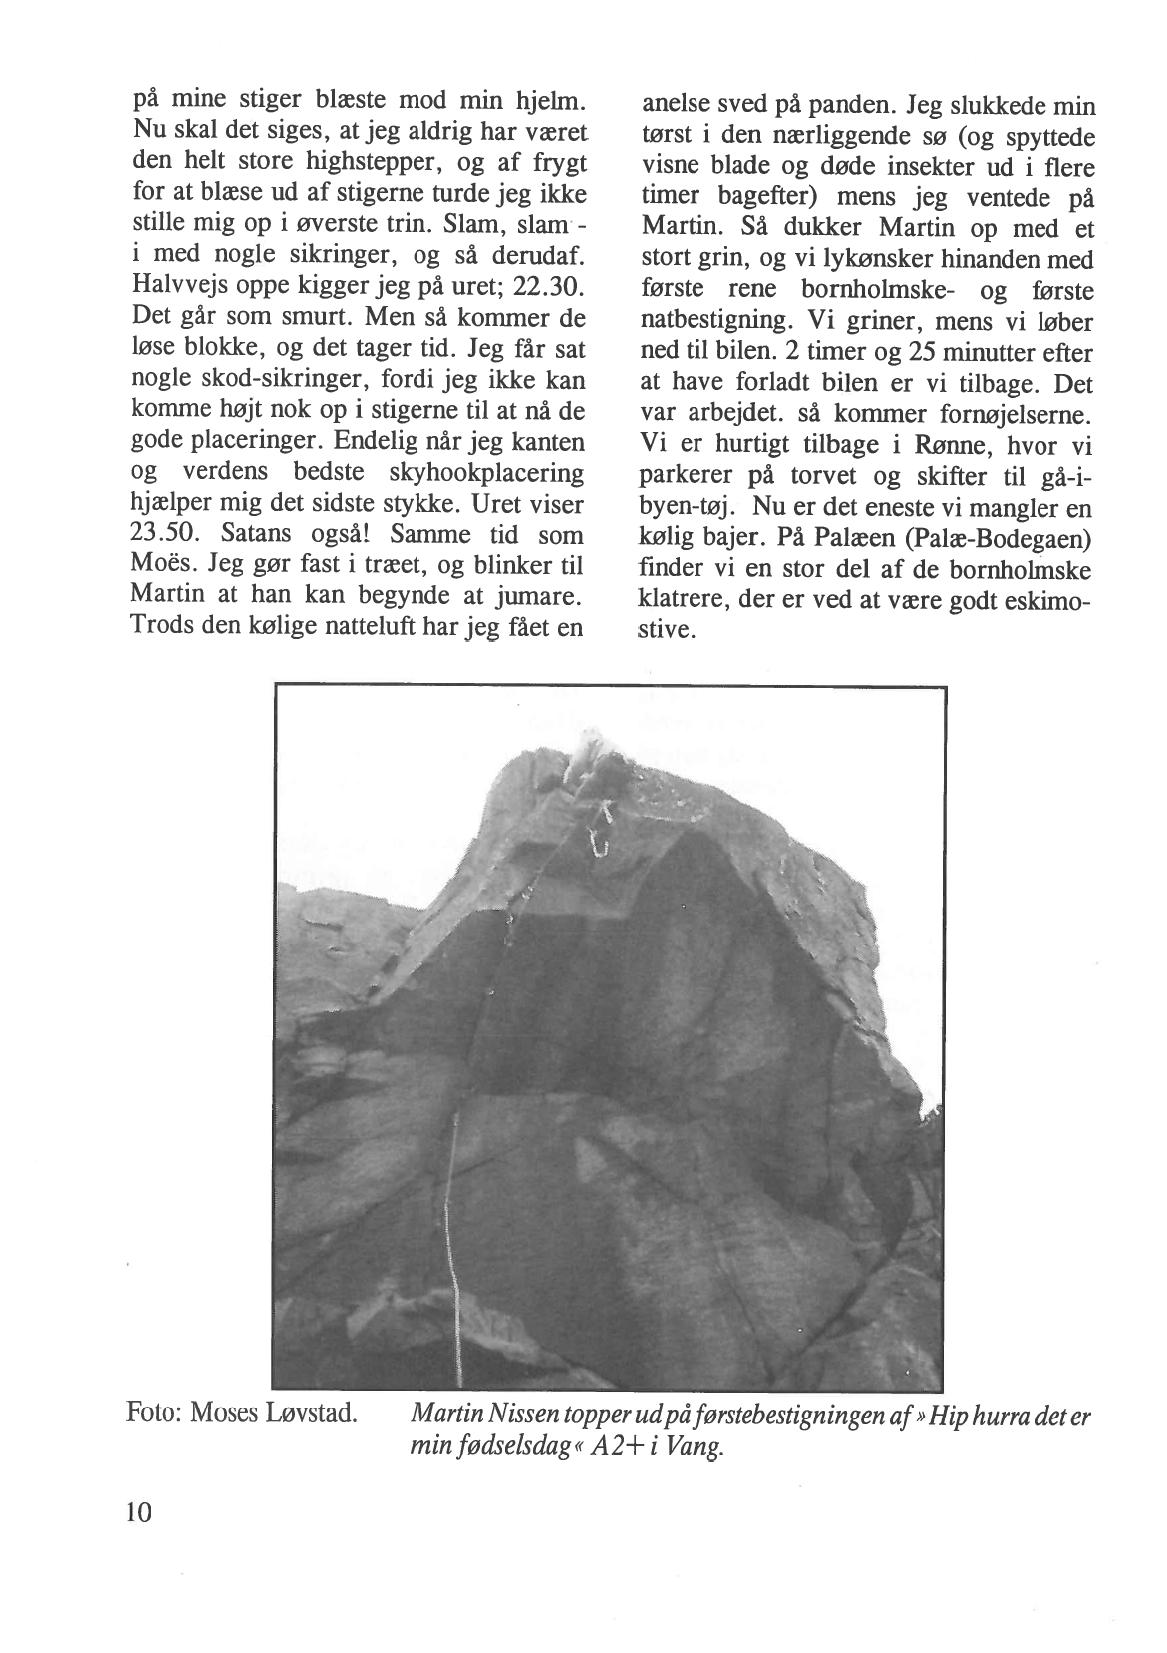 på mine stiger blæste mod min hjelm.
Nu skal det siges, at jeg aldrig har været
den helt store highstepper, og af frygt
for at blæse ud af stigerne turde jeg ikke
stille mig op i øverste trin. Slam, slam -
i med nogle sikringer, og så derudaf.
Halvvejs oppe kigger jeg på uret; 22.30.
Det går som smurt. Men så kommer de
løse blokke, og det tager tid. Jeg får sat
nogle skod-sikringer, fordi jeg ikke kan
komme højt nok op i stigerne til at nå de
gode placeringer. Endelig når jeg kanten
og verdens bedste skyhookplacering
hjælper mig det sidste stykke. Uret viser
23.50. Satans også! Samme tid som
Moës. Jeg gør fast i træet, og blinker til
Martin at han kan begynde at jumare.
Trods den kølige natteluft har jeg fået en
anelse sved på panden. Jeg slukkede min
tørst i den nærliggende sø (og spyttede
visne blade og døde insekter ud i flere
timer bagefter) mens jeg ventede på
Martin. Så dukker Martin op med et
stort grin, og vi lykønsker hinanden med
første rene bornholmske- og første
natbestigning. Vi griner, mens vi løber
ned til bilen. 2 timer og 25 minutter efter
at have forladt bilen er vi tilbage. Det
var arbejdet. så kommer fornøjelserne.
Vi er hurtigt tilbage i Rønne, hvor vi
parkerer på torvet og skifter til gå-i-
byen-tøj. Nu er det eneste vi mangler en
kølig bajer. På Palæen (Palæ-Bodegaen)
finder vi en stor del af de bornholmske
klatrere, der er ved at være godt eskimo-
stive.
Foto: Moses Løvstad.
Martin Nissen topper ud på førstebestigningen af »Hip hurra det er
min fødselsdag« A2+ i Vang.
10